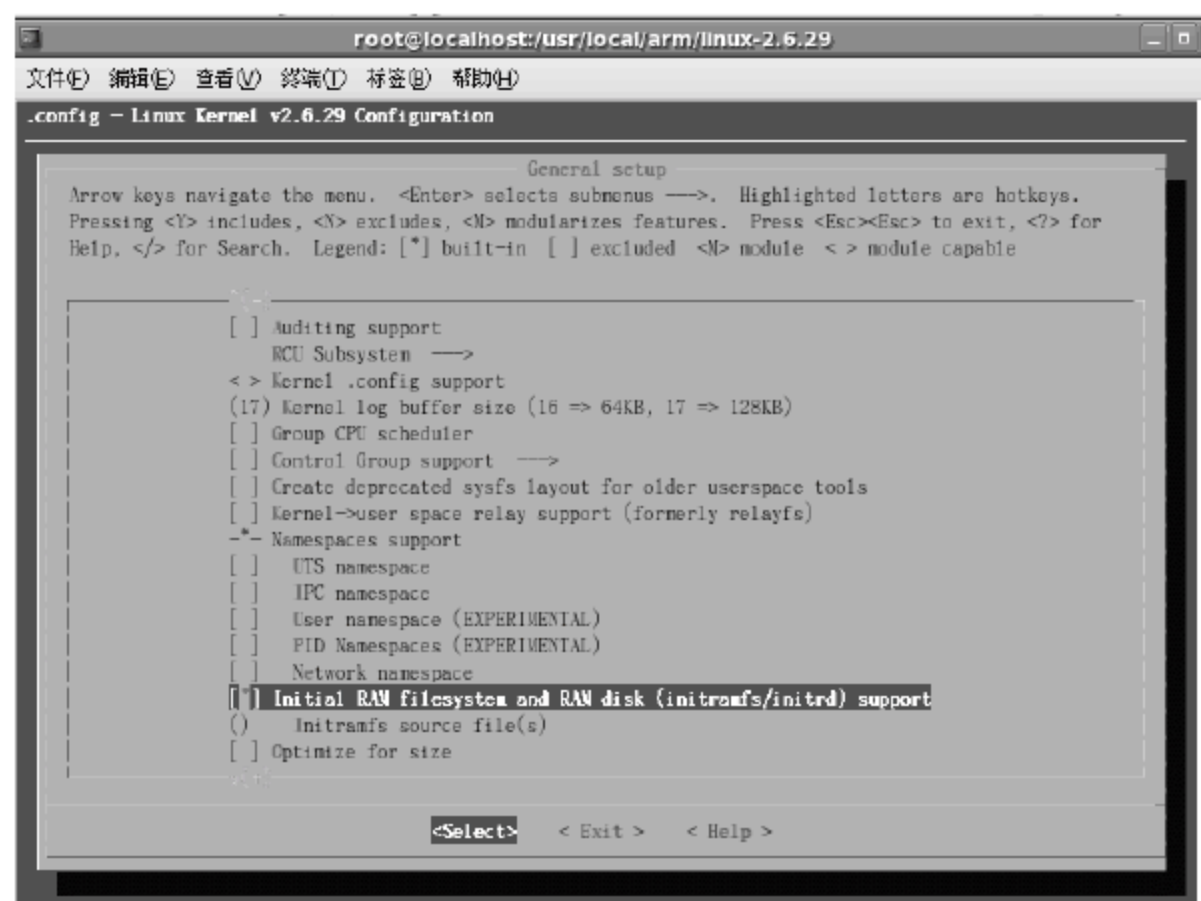 root@localhost:/usr/local/arm/linux-2.6.29
文件(F) 编辑(E) 查看(V) 终端(T) 标签(B) 帮助(H)
.config - Linux Kernel v2.6.29 Configuration
General setup
Arrow keys navigate the menu. <Enter> selects submenus --->. Highlighted letters are hotkeys.
Pressing <Y> includes, <N> excludes, <M> modularizes features. Press <Esc><Esc> to exit, <?> for
Help, </> for Search. Legend: [*] built-in [ ] excluded <M> module < > module capable
[ ] Auditing support
RCU Subsystem --->
< > Kernel .config support
(17) Kernel log buffer size (16 => 64KB, 17 => 128KB)
[ ] Group CPU scheduler
[ ] Control Group support --->
[ ] Create deprecated sysfs layout for older userspace tools
[ ] Kernel->user space relay support (formerly relayfs)
-*- Namespaces support
[ ] UTS namespace
[ ] IPC namespace
[ ] User namespace (EXPERIMENTAL)
[ ] PID Namespaces (EXPERIMENTAL)
[ ] Network namespace
[*] Initial RAM filesystem and RAM disk (initramfs/initrd) support
() Initramfs source file(s)
[ ] Optimize for size
<Select> < Exit > < Help >